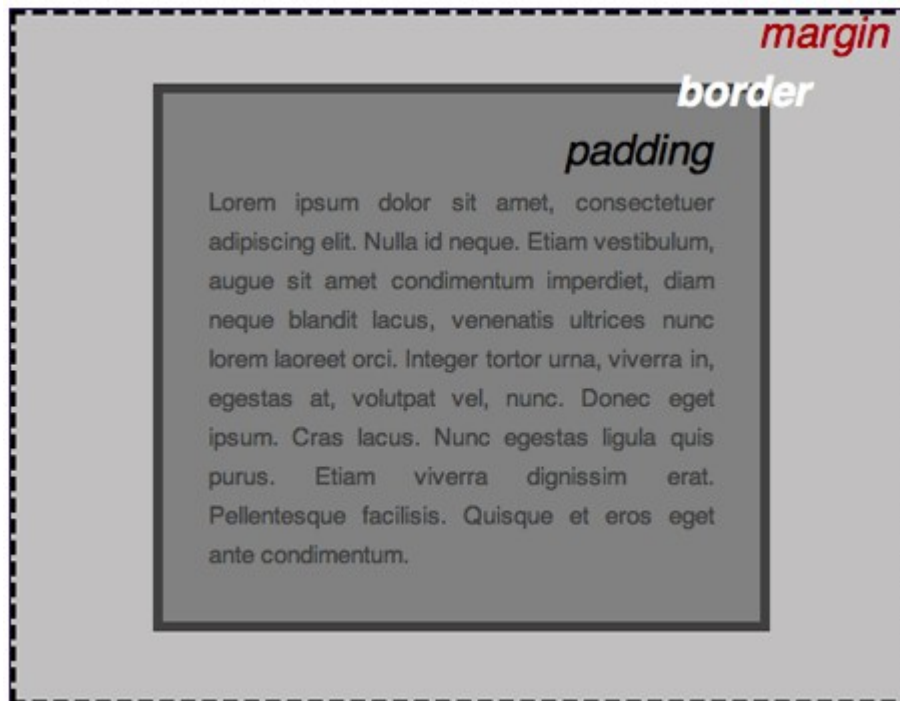 margin
border
padding
Lorem ipsum dolor sit amet, consectetuer
adipiscing elit. Nulla id neque. Etiam vestibulum,
augue sit amet condimentum imperdiet, diam
neque blandit lacus, venenatis ultrices nunc
lorem laoreet orci. Integer tortor urna, viverra in,
egestas at, volutpat vel, nunc. Donec eget
ipsum. Cras lacus. Nunc egestas ligula quis
purus. Etiam viverra dignissim erat.
Pellentesque facilisis. Quisque et eros eget
ante condimentum.